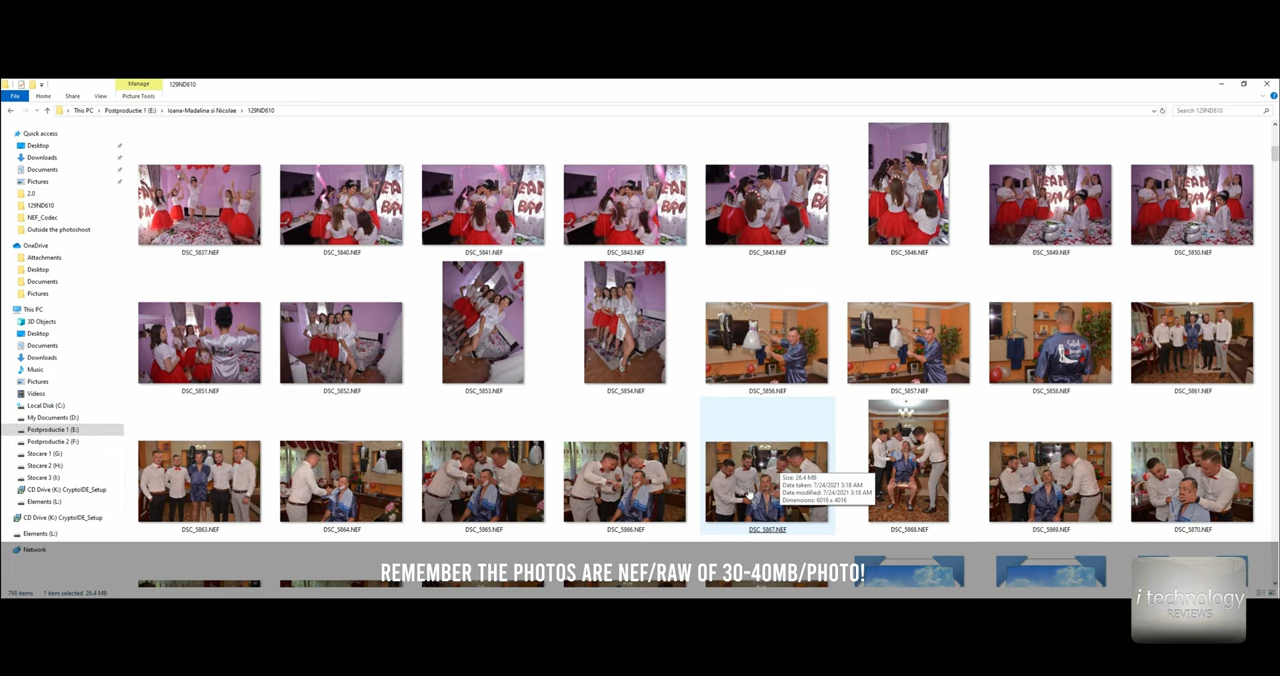 Manage
129ND610
File
Home
Share
View
Picture Tools
This PC
Postproductie 1 (E:)
Ioana-Madalina si Nicolae
129ND610
Search 129ND610
Quick access
Desktop
Downloads
Documents
Pictures
2.0
129ND610
NEF_Codec
Outside the photoshoot
OneDrive
Attachments
Desktop
Documents
Pictures
This PC
3D Objects
Desktop
Documents
Downloads
Music
Pictures
Videos
Local Disk (C:)
My Documents (D:)
Postproductie 1 (E:)
Postproductie 2 (F:)
Stocare 1 (G:)
Stocare 2 (H:)
Stocare 3 (I:)
CD Drive (K:) CryptoIDE_Setup
Elements (L:)
CD Drive (K:) CryptoIDE_Setup
Elements (L:)
Network
DSC_5837.NEF
DSC_5840.NEF
DSC_5841.NEF
DSC_5843.NEF
DSC_5845.NEF
DSC_5846.NEF
DSC_5849.NEF
DSC_5850.NEF
DSC_5851.NEF
DSC_5852.NEF
DSC_5853.NEF
DSC_5854.NEF
DSC_5856.NEF
DSC_5857.NEF
DSC_5858.NEF
DSC_5861.NEF
Size: 26.4 MB
Date taken: 7/24/2021 3:18 AM
Date modified: 7/24/2021 3:18 AM
Dimensions: 6016 x 4016
DSC_5863.NEF
DSC_5864.NEF
DSC_5865.NEF
DSC_5866.NEF
DSC_5867.NEF
DSC_5868.NEF
DSC_5869.NEF
DSC_5870.NEF
REMEMBER THE PHOTOS ARE NEF/RAW OF 30-40MB/PHOTO!
798 items
1 item selected 26.4 MB
i technology
REVIEWS